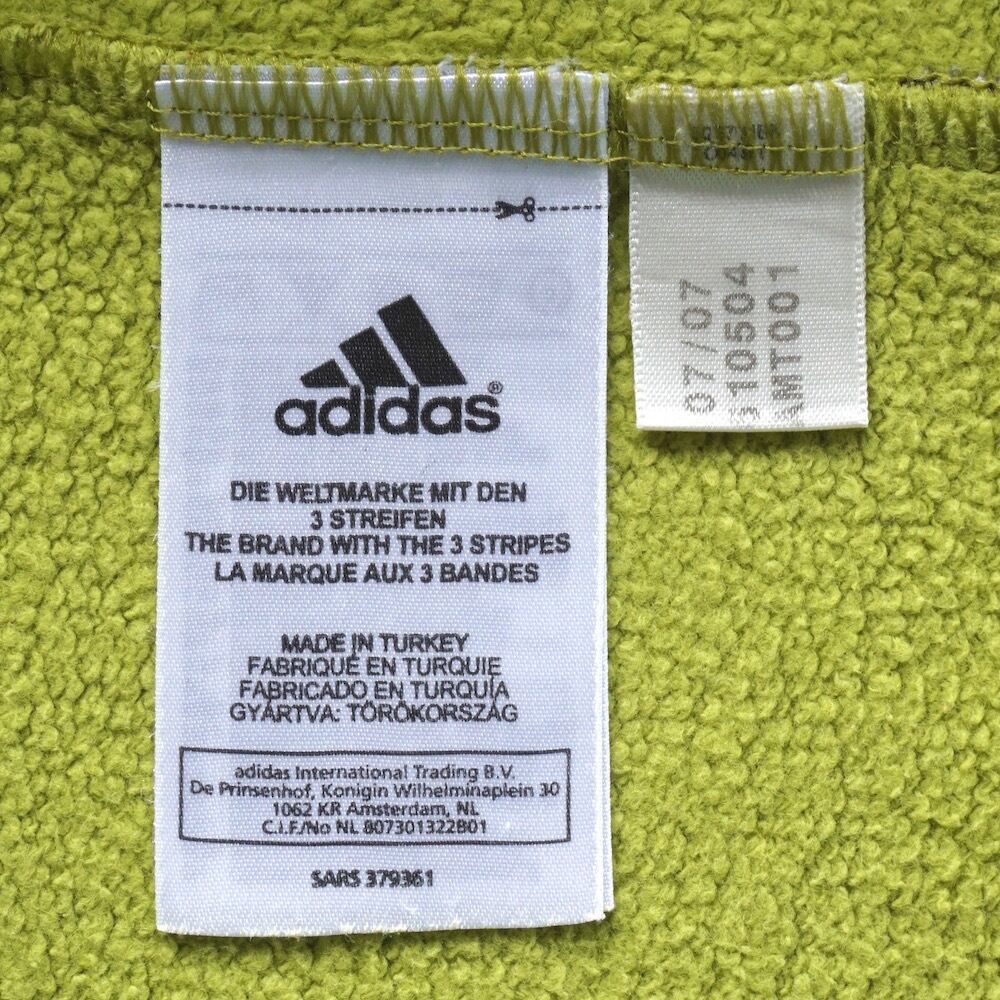 adidas®
DIE WELTMARKE MIT DEN
3 STREIFEN
THE BRAND WITH THE 3 STRIPES
LA MARQUE AUX 3 BANDES
MADE IN TURKEY
FABRIQUÉ EN TURQUIE
FABRICADO EN TURQUÍA
GYÁRTVA: TÖRÖKORSZÁG
adidas International Trading B.V.
De Prinsenhof, Konigin Wilhelminaplein 30
1062 KR Amsterdam, NL
C.I.F./No NL 807301322B01
SARS 379361
07/07
310504